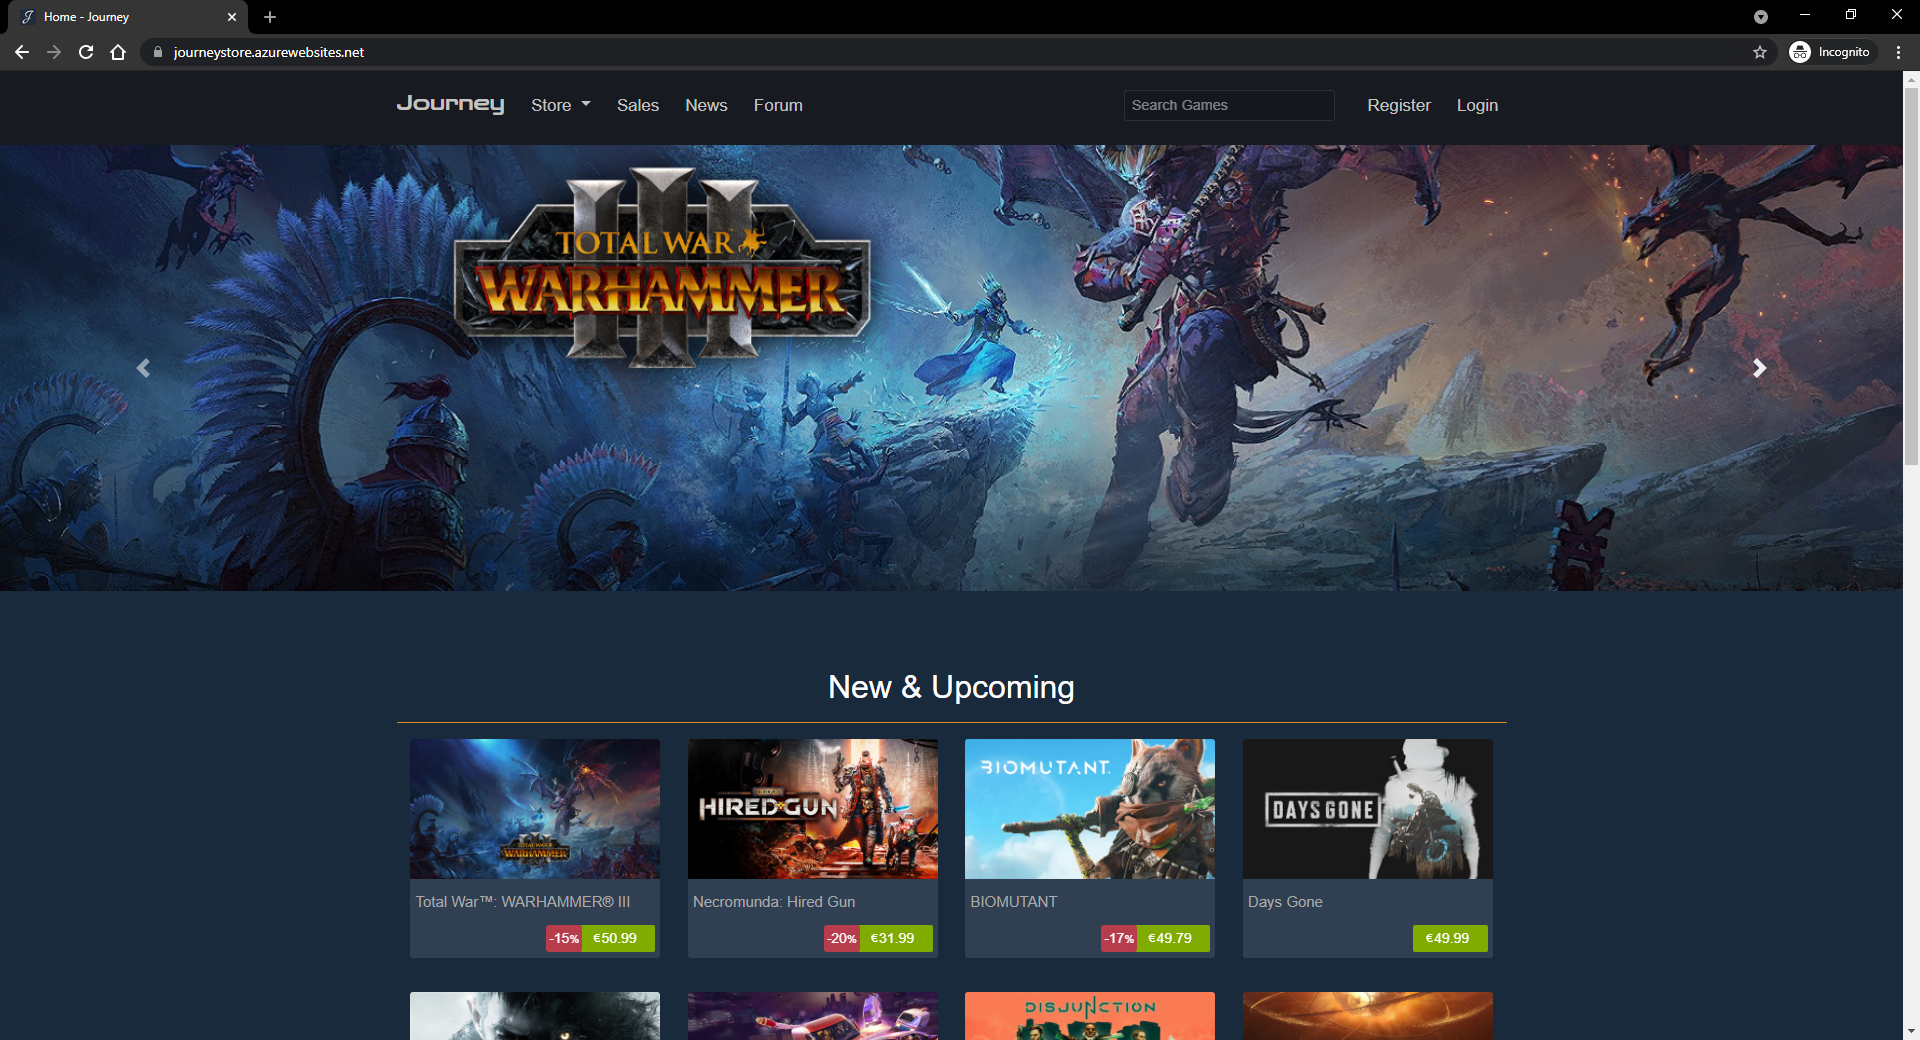 Home - Journey
journeystore.azurewebsites.net
Incognito
Journey
Store
Sales
News
Forum
Search Games
Register
Login
TOTAL WAR
WARHAMMER
III
New & Upcoming
TOTAL WAR
WARHAMMER
III
Total War™: WARHAMMER® III
-15%
€50.99
HIRED GUN
Necromunda: Hired Gun
-20%
€31.99
BIOMUTANT
BIOMUTANT
-17%
€49.79
DAYS GONE
Days Gone
€49.99
DISJUNCTION